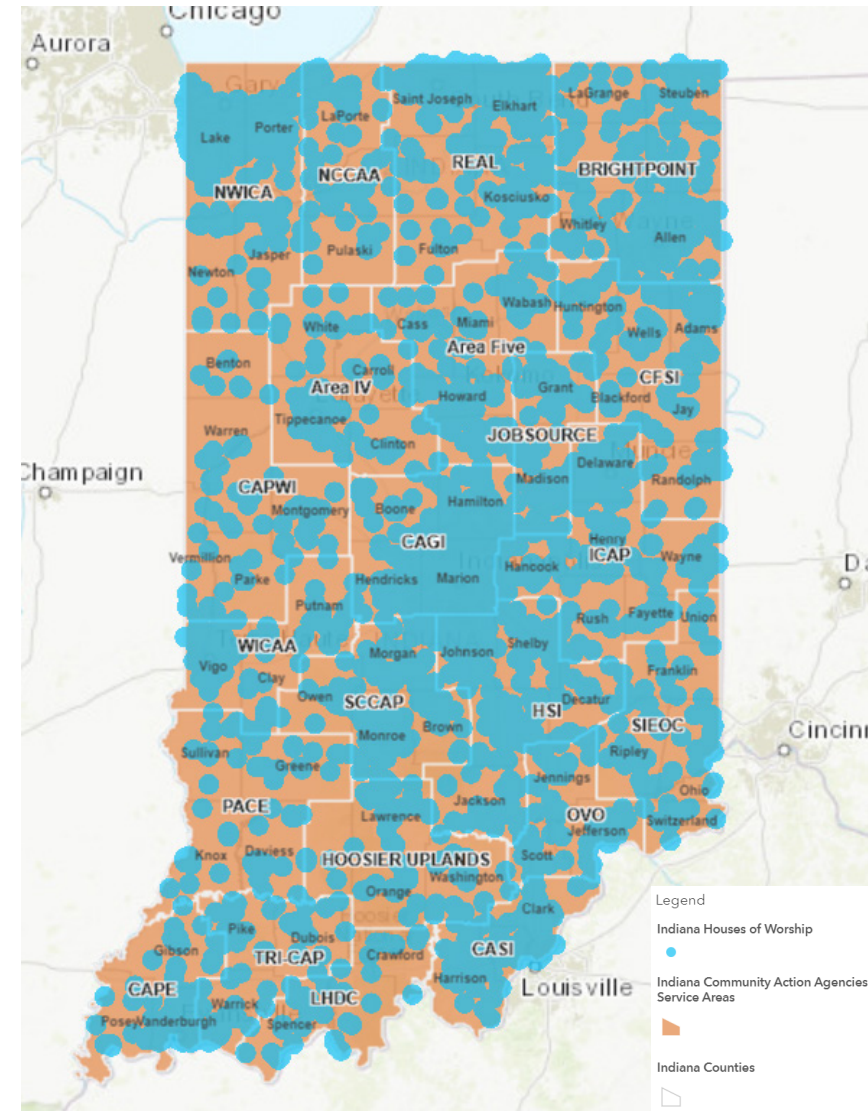 Chicago
Aurora
Gary
Saint Joseph
Elkhart
LaGrange
Steuben
LaPorte
Lake
Porter
REAL
BRIGHTPOINT
NCCAA
NWICA
Kosciusko
Whitley
Wayne
Allen
Jasper
Pulaski
Fulton
Newton
Wabash
Huntington
White
Cass
Miami
Wells
Adams
Area Five
Benton
Carroll
Area IV
Howard
Grant
CFSI
Blackford
Jay
Tippecanoe
Warren
Clinton
JOBSOURCE
Delaware
Champaign
Madison
Randolph
CAPWI
Montgomery
Boone
Hamilton
CAGI
Henry
ICAP
Vermillion
Wayne
Parke
Hendricks
Marion
Hancock
Putnam
Rush
Fayette
Union
WICAA
Morgan
Johnson
Shelby
Vigo
Clay
Franklin
Owen
SCCAP
HSI
Decatur
Brown
SIEOC
Monroe
Sullivan
Greene
Ripley
Cincinn
Jennings
Ohio
PACE
Lawrence
Jackson
OVO
Jefferson
Switzerland
Knox
Daviess
HOOSIER UPLANDS
Scott
Washington
Orange
Clark
Pike
Dubois
Gibson
TRI-CAP
Crawford
CASI
Harrison
Louisville
CAPE
Warrick
LHDC
Posey
Vanderburgh
Spencer
Legend
Indiana Houses of Worship
Indiana Community Action Agencies
Service Areas
Indiana Counties